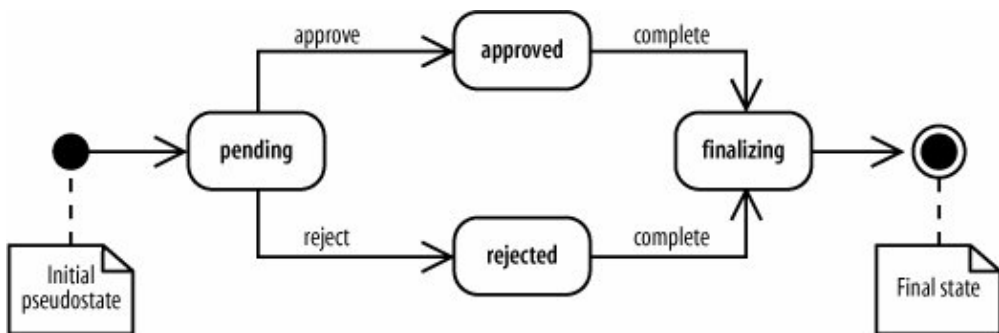 approve
approved
complete
pending
finalizing
reject
rejected
complete
Initial
pseudostate
Final state